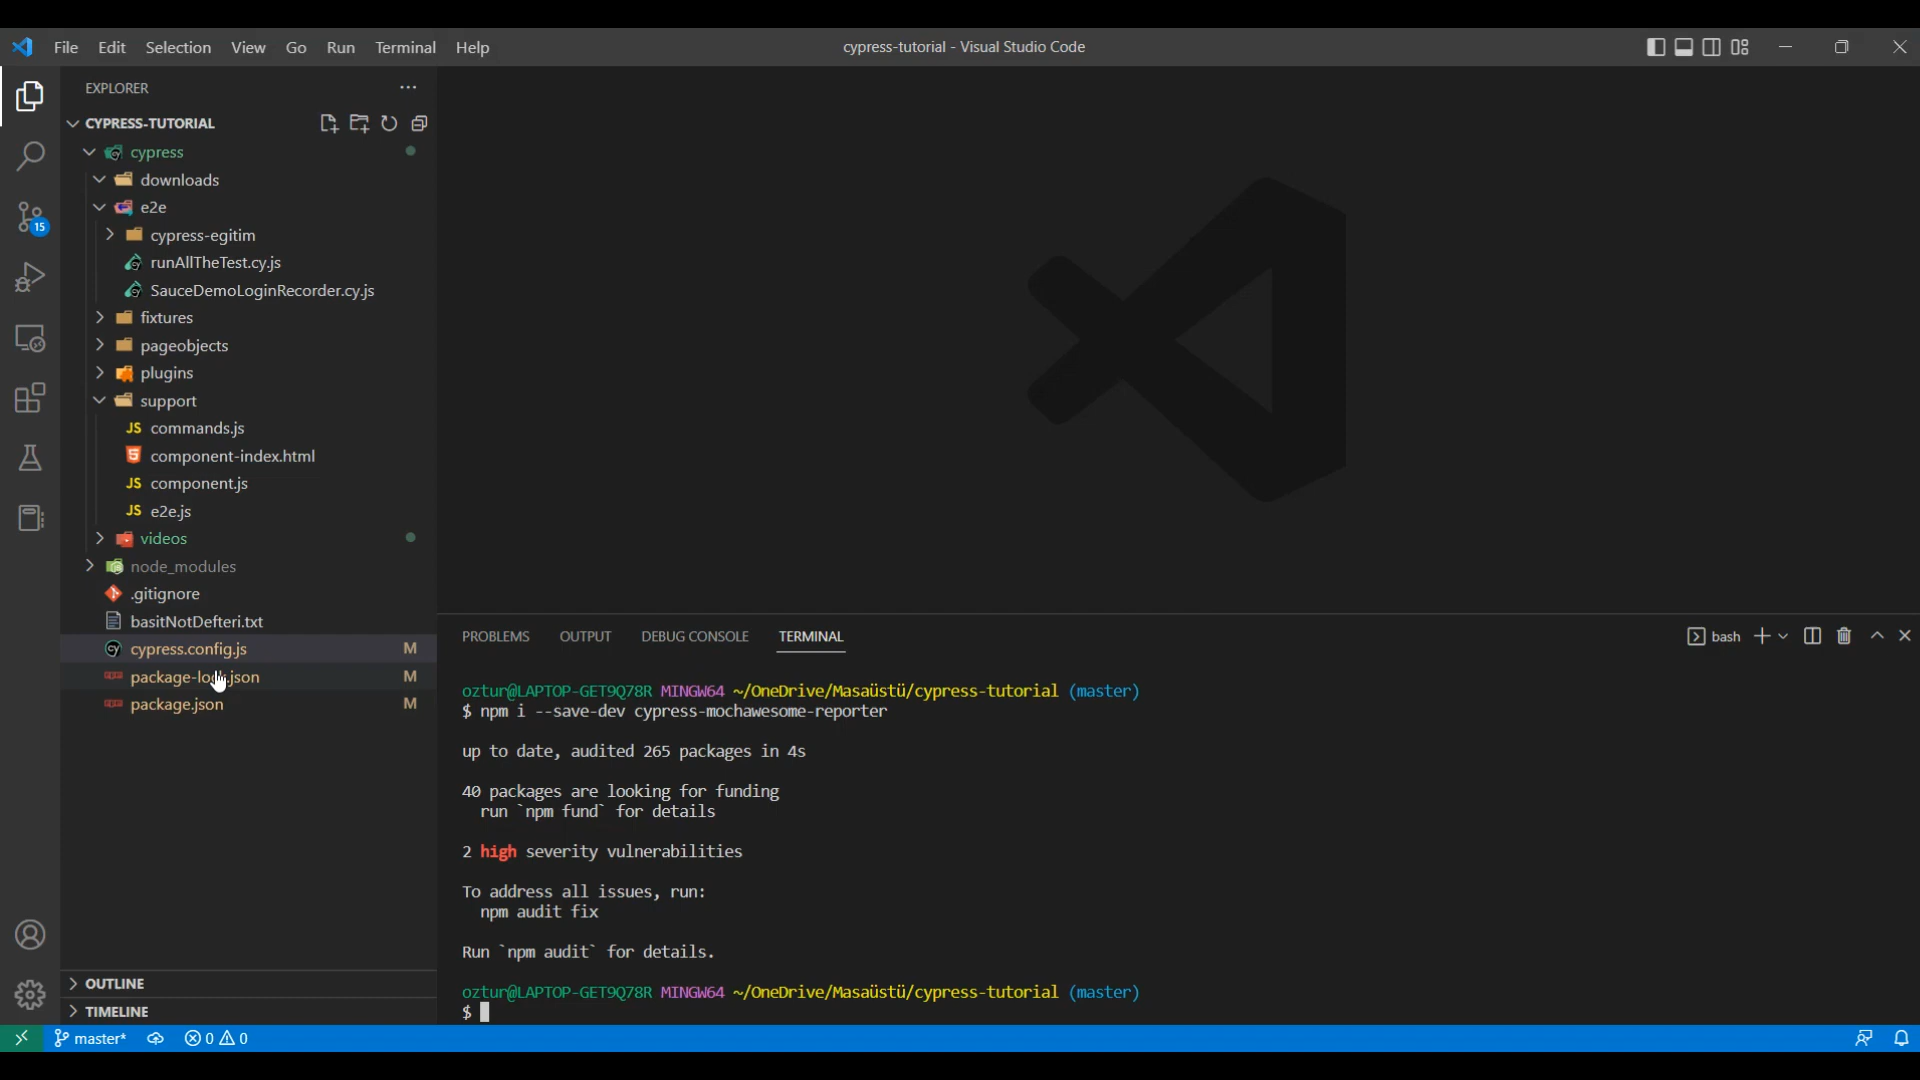 File Edit Selection View Go Run Terminal Help
cypress-tutorial - Visual Studio Code
EXPLORER
CYPRESS-TUTORIAL
cypress
downloads
e2e
cypress-egitim
runAllTheTest.cy.js
SauceDemoLoginRecorder.cy.js
fixtures
pageobjects
plugins
support
JS commands.js
component-index.html
JS component.js
JS e2e.js
videos
node_modules
.gitignore
basitNotDefteri.txt
cypress.config.js M
M
package.json M
OUTLINE
TIMELINE
15
PROBLEMS OUTPUT DEBUG CONSOLE TERMINAL
bash
oztur@LAPTOP-GET9Q78R MINGW64 ~/OneDrive/Masaüstü/cypress-tutorial (master)
$ npm i --save-dev cypress-mochawesome-reporter
up to date, audited 265 packages in 4s
40 packages are looking for funding
run `npm fund` for details
2 high severity vulnerabilities
To address all issues, run:
npm audit fix
Run `npm audit` for details.
oztur@LAPTOP-GET9Q78R MINGW64 ~/OneDrive/Masaüstü/cypress-tutorial (master)
$
master* 0 0